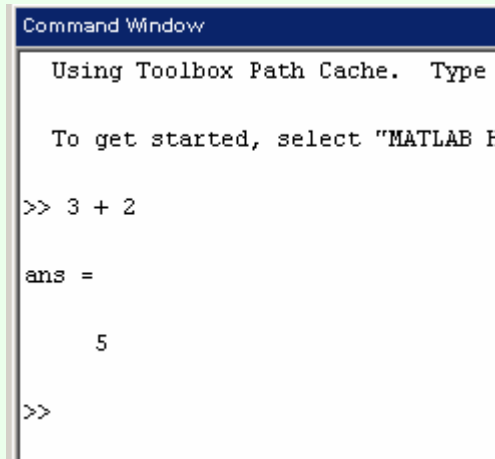 Command Window
Using Toolbox Path Cache. Type
To get started, select "MATLAB
>> 3 + 2
ans =
5
>>